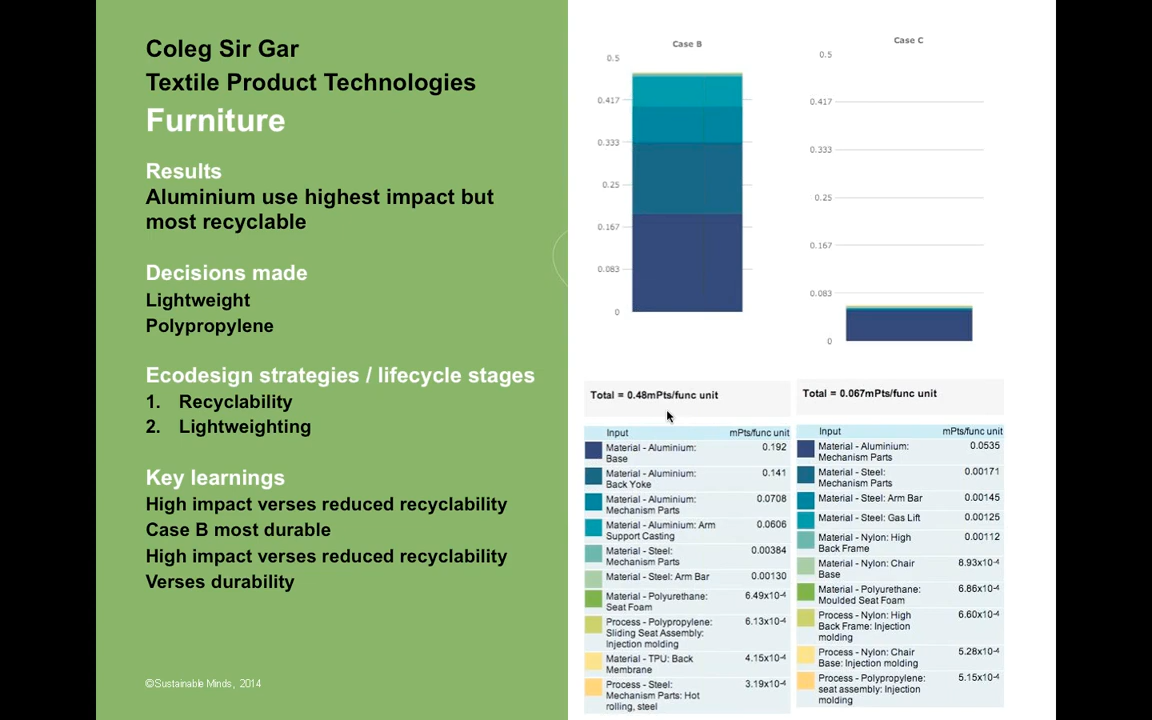 Coleg Sir Gar
Textile Product Technologies
Furniture
Results
Aluminium use highest impact but
most recyclable
Decisions made
Lightweight
Polypropylene
Ecodesign strategies / lifecycle stages
1. Recyclability
2. Lightweighting
Key learnings
High impact verses reduced recyclability
Case B most durable
High impact verses reduced recyclability
Verses durability
©Sustainable Minds, 2014
Case B
0.5
0.417
0.333
0.25
0.167
0.083
0
Total = 0.48mPts/func unit
Input mPts/func unit
Material - Aluminium: 0.192
Base
Material - Aluminium: 0.141
Back Yoke
Material - Aluminium: 0.0708
Mechanism Parts
Material - Aluminium: Arm 0.0606
Support Casting
Material - Steel: 0.00384
Mechanism Parts
Material - Steel: Arm Bar 0.00130
Material - Polyurethane: 6.49x10-4
Seat Foam
Process - Polypropylene: 6.13x10-4
Sliding Seat Assembly:
Injection molding
Material - TPU: Back 4.15x10-4
Membrane
Process - Steel: 3.19x10-4
Mechanism Parts: Hot
rolling, steel
Case C
0.5
0.417
0.333
0.25
0.167
0.083
0
Total = 0.067mPts/func unit
Input mPts/func unit
Material - Aluminium: 0.0535
Mechanism Parts
Material - Steel: 0.00171
Mechanism Parts
Material - Steel: Arm Bar 0.00145
Material - Steel: Gas Lift 0.00125
Material - Nylon: High 0.00112
Back Frame
Material - Nylon: Chair 8.93x10-4
Base
Material - Polyurethane: 6.86x10-4
Moulded Seat Foam
Process - Nylon: High 6.60x10-4
Back Frame: Injection
molding
Process - Nylon: Chair 5.28x10-4
Base: Injection molding
Process - Polypropylene: 5.15x10-4
seat assembly: Injection
molding